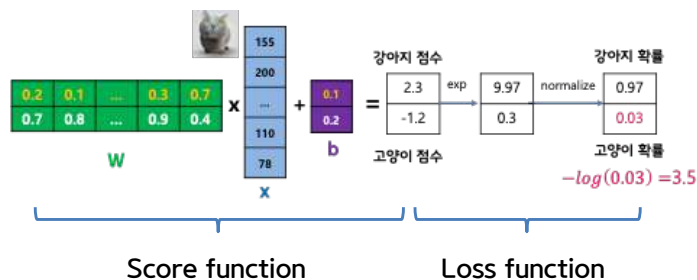 강아지 점수
강아지 확률
155
200
...
110
78
0.2 0.1 ... 0.3 0.7
0.7 0.8 ... 0.9 0.4
x
+
0.1
0.2
=
2.3
-1.2
exp
9.97
0.3
normalize
0.97
0.03
W
x
b
고양이 점수
고양이 확률
−log(0.03) =3.5
Score function
Loss function